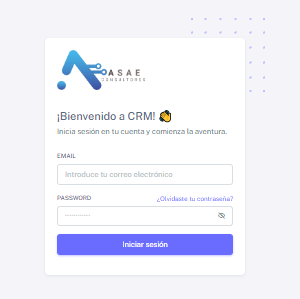 ASAE
CONSULTORES
¡Bienvenido a CRM! 👏
Inicia sesión en tu cuenta y comienza la aventura.
EMAIL
Introduce tu correo electrónico
PASSWORD
¿Olvidaste tu contraseña?
············
Iniciar sesión